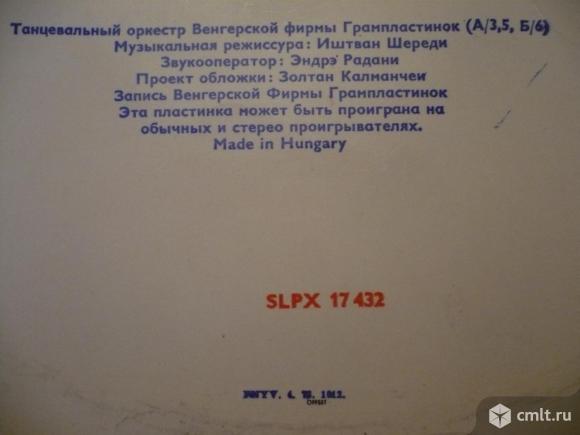 Танцевальный оркестр Венгерской фирмы Грампластинок (А/3,5, Б/6)
Музыкальная режиссура: Иштван Шереди
Звукооператор: Эндрэ Радани
Проект обложки: Золтан Калманчеи
Запись Венгерской Фирмы Грампластинок
Эта пластинка может быть проиграна на
обычных и стерео проигрывателях.
Made in Hungary
SLPX 17 432
4.
OFFSET
cmlt.ru